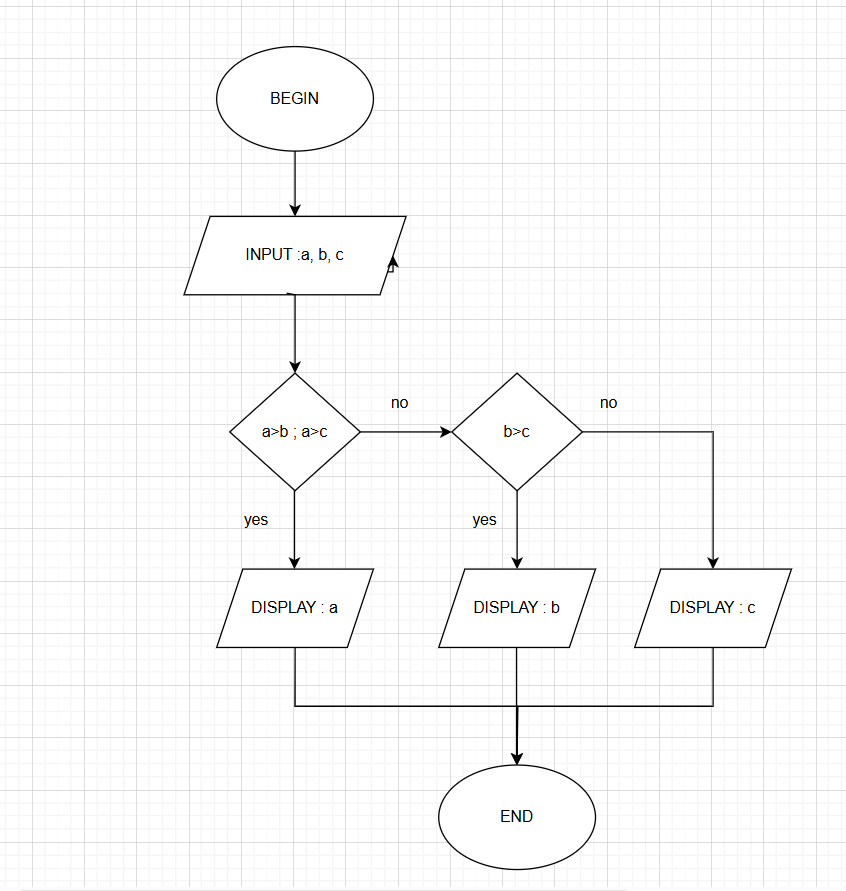 BEGIN
INPUT :a, b, c
a>b ; a>c
no
b>c
no
yes
yes
DISPLAY : a
DISPLAY : b
DISPLAY : c
END